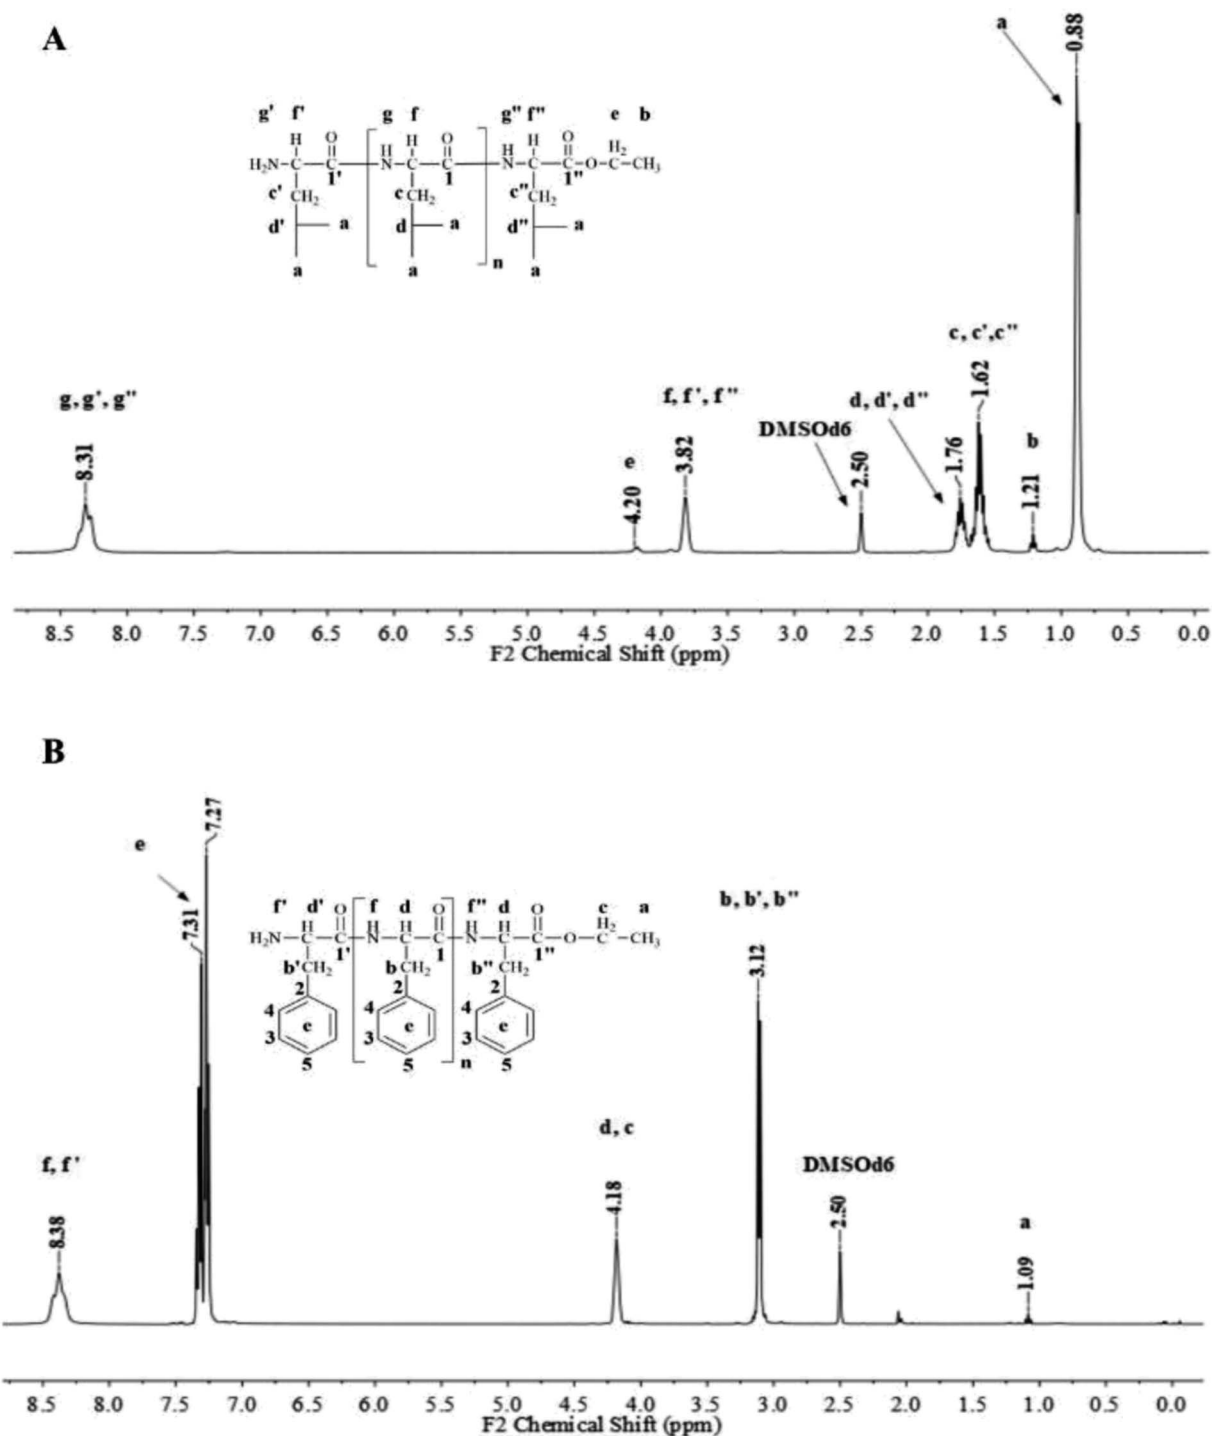 A
a
0.88
g' f' g f g" f" e b
H O H H O H H O H₂
H₂N C C N C C N C C O C CH₃
1' 1 1"
c' CH₂ c CH₂ c" CH₂
d' a d a d" a
a a n a
c, c',c"
1.62
g, g', g"
8.31
e
4.20
f, f', f"
3.82
DMSOd6
2.50
d, d', d"
1.76
b
1.21
8.5 8.0 7.5 7.0 6.5 6.0 5.5 5.0 4.5 4.0 3.5 3.0 2.5 2.0 1.5 1.0 0.5 0.0
F2 Chemical Shift (ppm)
B
7.27
e
7.31
f' d' f d f" d c a
H O H H O H H O H₂
H₂N C C N C C N C C O C CH₃
1' 1 1"
b' CH₂ b CH₂ b" CH₂
2 2 2
4 4 4
e e e
3 3 3
5 5 n 5
b, b', b"
3.12
d, c
4.18
f, f'
8.38
DMSOd6
2.50
a
1.09
8.5 8.0 7.5 7.0 6.5 6.0 5.5 5.0 4.5 4.0 3.5 3.0 2.5 2.0 1.5 1.0 0.5 0.0
F2 Chemical Shift (ppm)